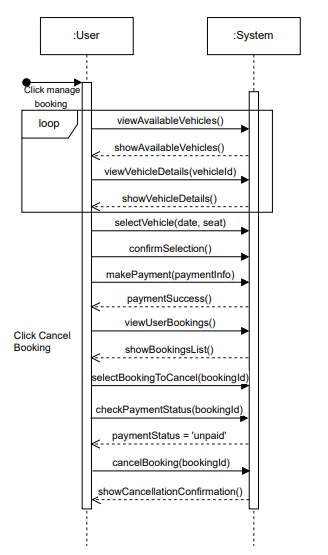 :User
:System
Click manage
booking
loop
viewAvailableVehicles()
showAvailableVehicles()
viewVehicleDetails(vehicleId)
showVehicleDetails()
selectVehicle(date, seat)
confirmSelection()
makePayment(paymentInfo)
paymentSuccess()
viewUserBookings()
Click Cancel
Booking
showBookingsList()
selectBookingToCancel(bookingId)
checkPaymentStatus(bookingId)
paymentStatus = 'unpaid'
cancelBooking(bookingId)
showCancellationConfirmation()